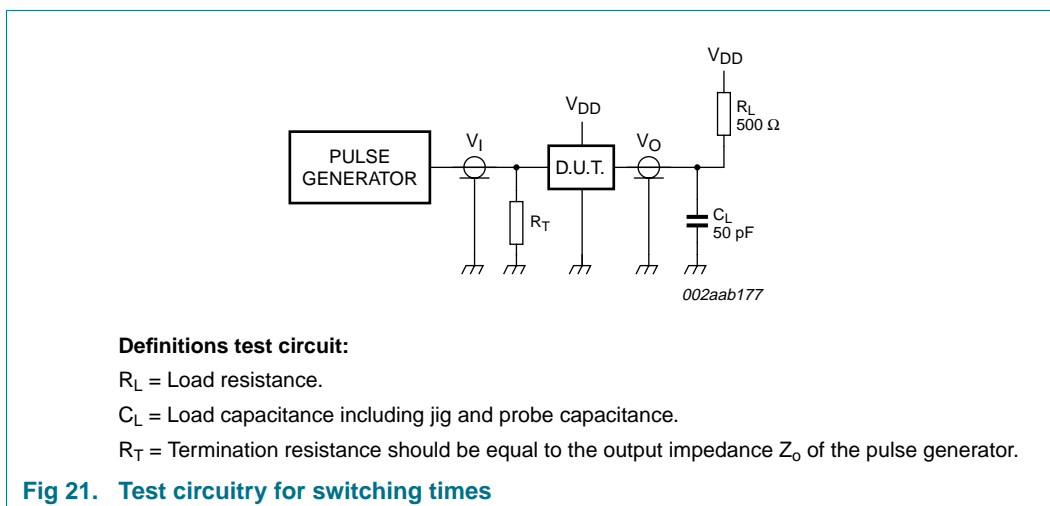 VDD
RL
500 Ω
VDD
PULSE
GENERATOR
VI
D.U.T.
VO
RT
CL
50 pF
002aab177
Definitions test circuit:
RL = Load resistance.
CL = Load capacitance including jig and probe capacitance.
RT = Termination resistance should be equal to the output impedance Zo of the pulse generator.
Fig 21. Test circuitry for switching times